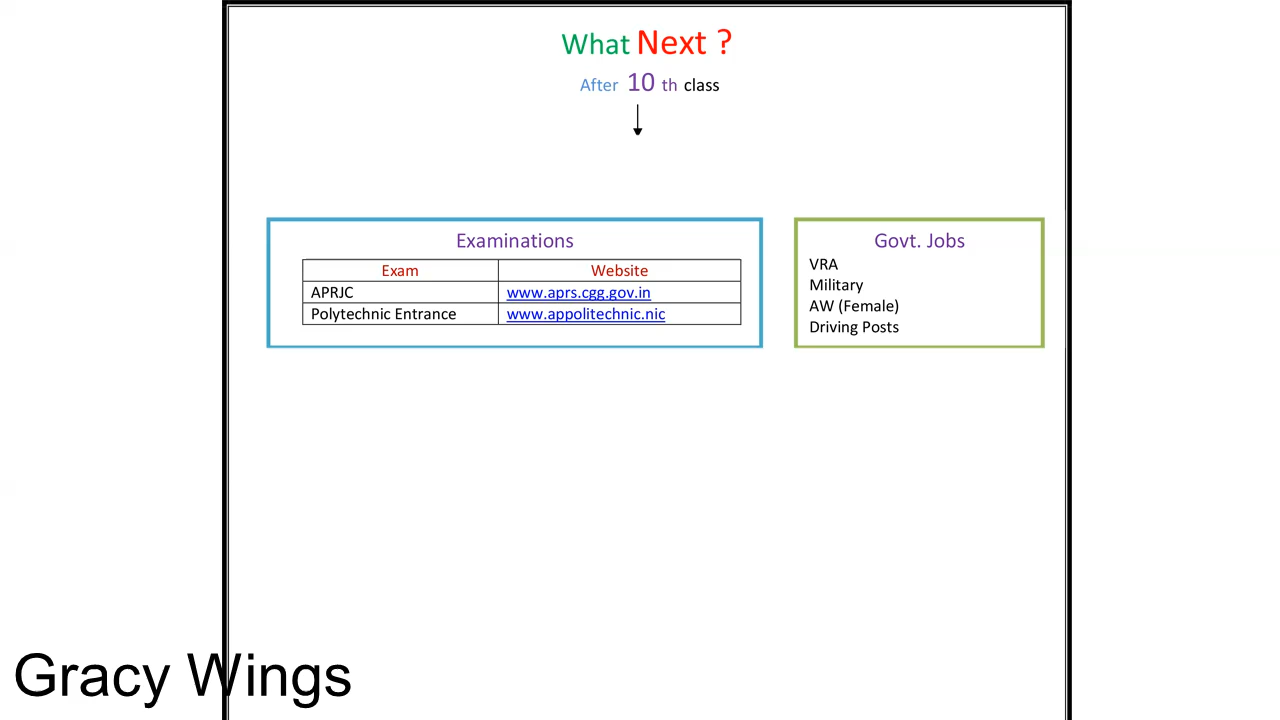 What Next ?
After 10 th class
Examinations
Exam Website
APRJC www.aprs.cgg.gov.in
Polytechnic Entrance www.appolitechnic.nic
Govt. Jobs
VRA
Military
AW (Female)
Driving Posts
Gracy Wings